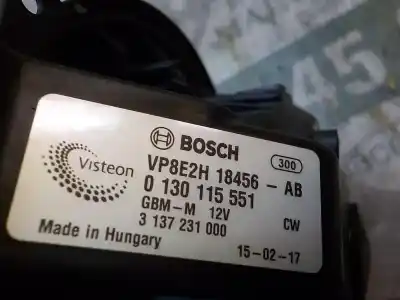 45
BOSCH
300
Visteon
VP8E2H 18456 - AB
0 130 115 551
GBM-M 12V
CW
3 137 231 000
Made in Hungary
15-02-17